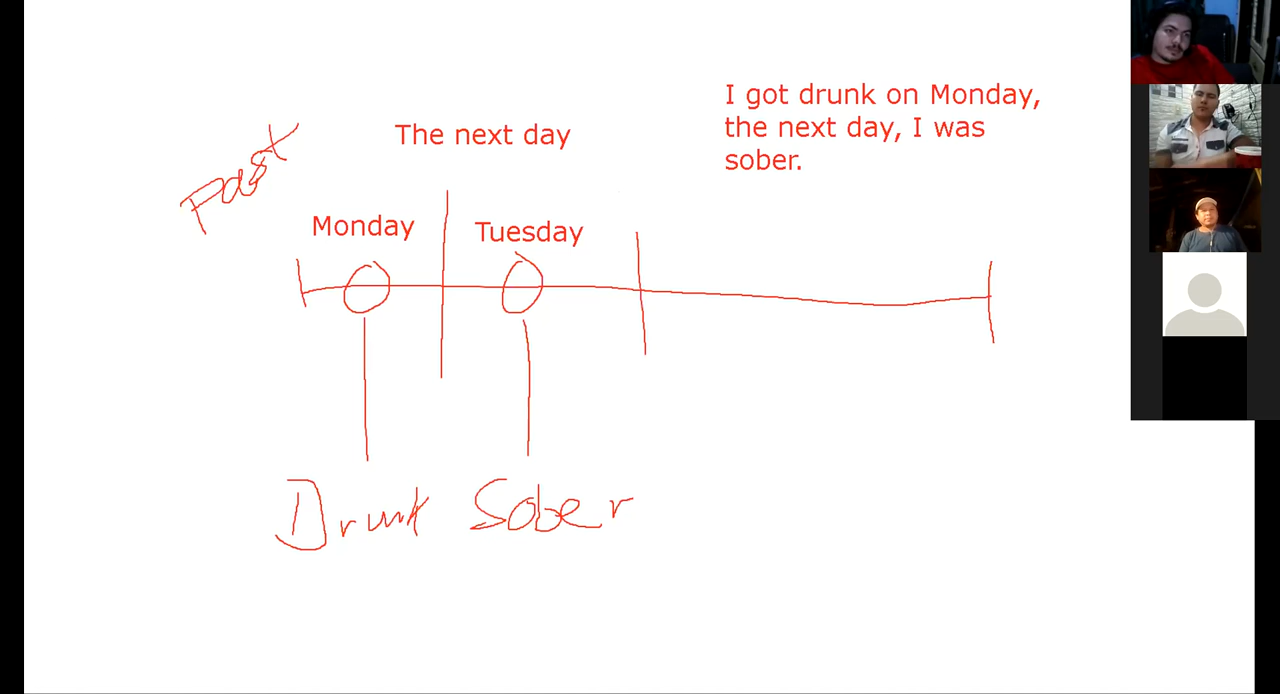 I got drunk on Monday,
the next day, I was
sober.
The next day
Past
Monday
Tuesday
Drunk
Sober